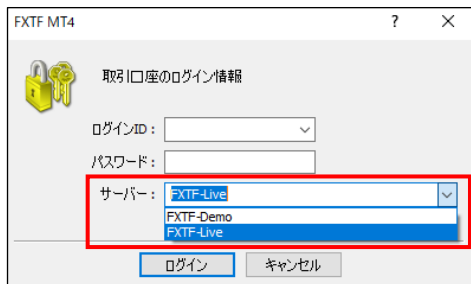 FXTF MT4
取引口座のログイン情報
ログインID：
パスワード：
サーバー： FXTF-Live
FXTF-Demo
FXTF-Live
ログイン キャンセル